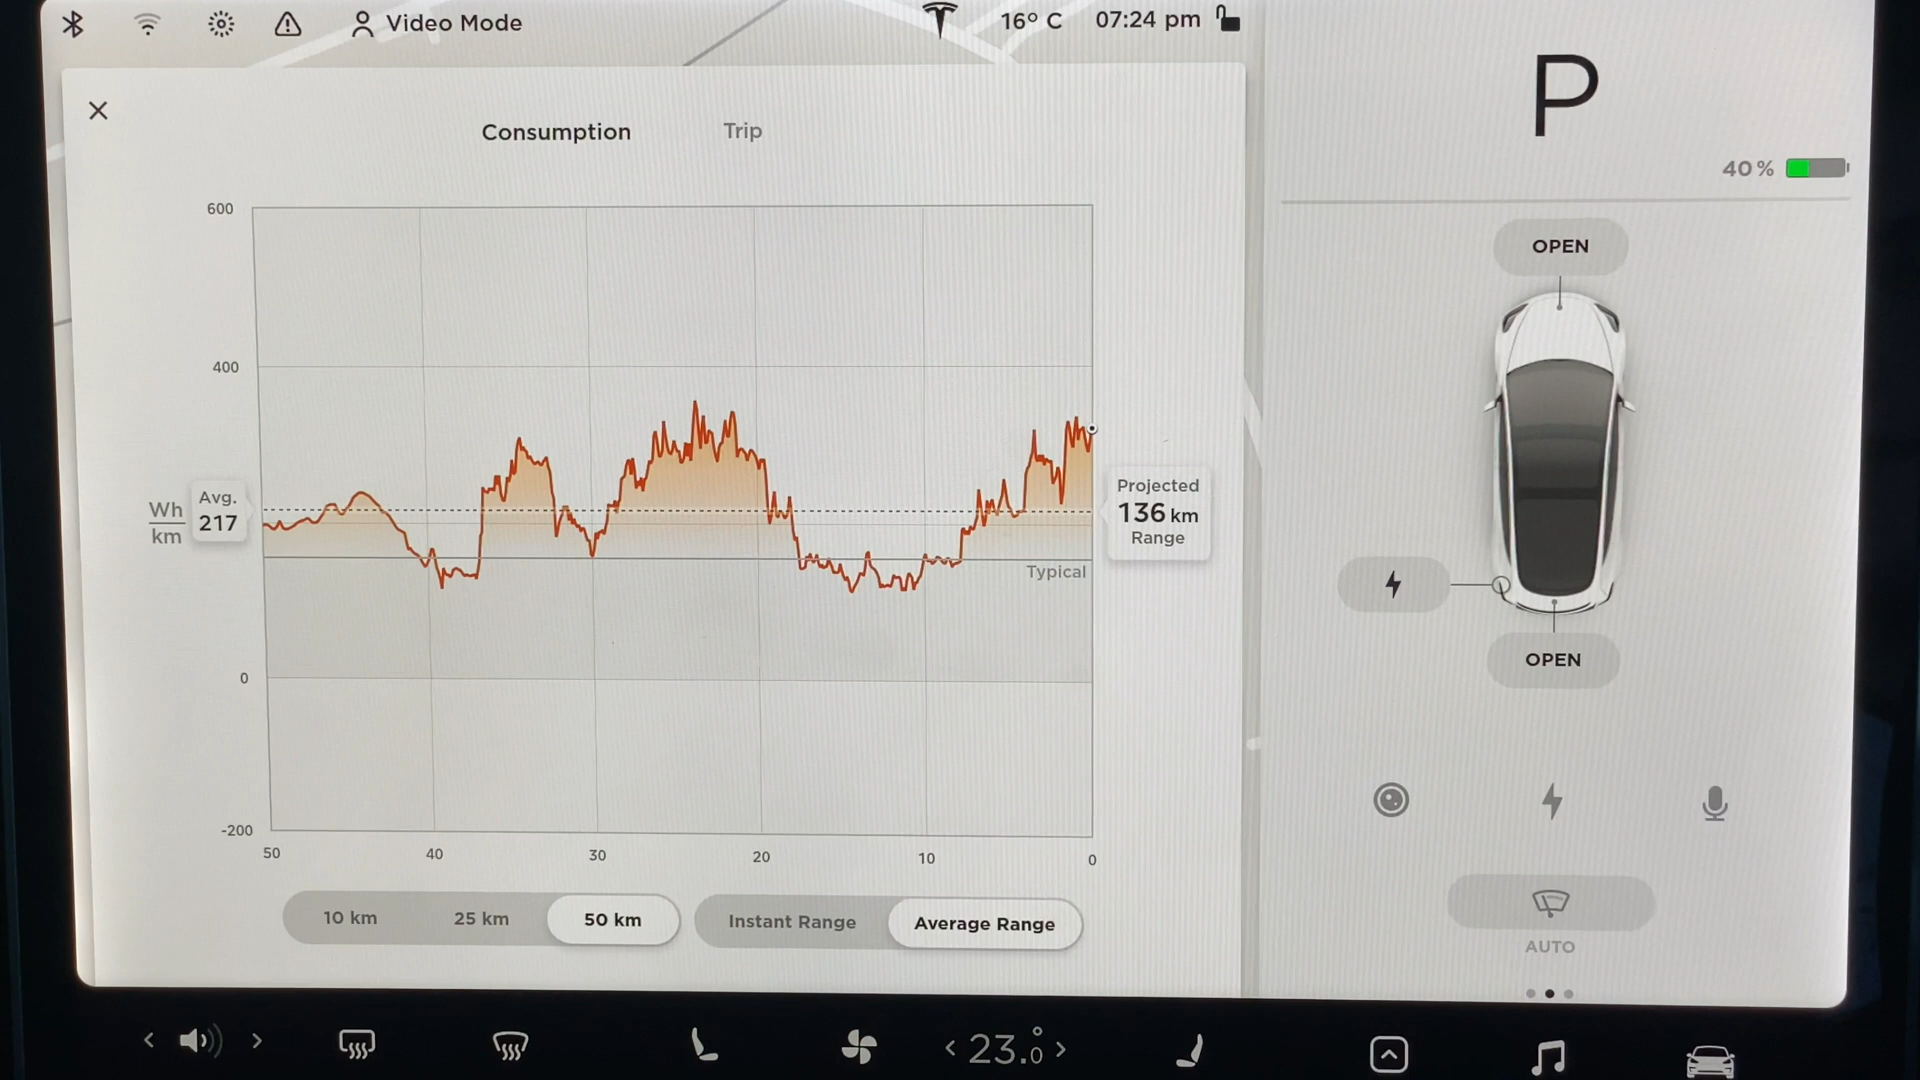 Video Mode
16° C
07:24 pm
P
40 %
Consumption
Trip
OPEN
600
400
0
-200
Wh
km
Avg.
217
Projected
136 km
Range
Typical
OPEN
50
40
30
20
10
0
10 km
25 km
50 km
Instant Range
Average Range
AUTO
23.0°